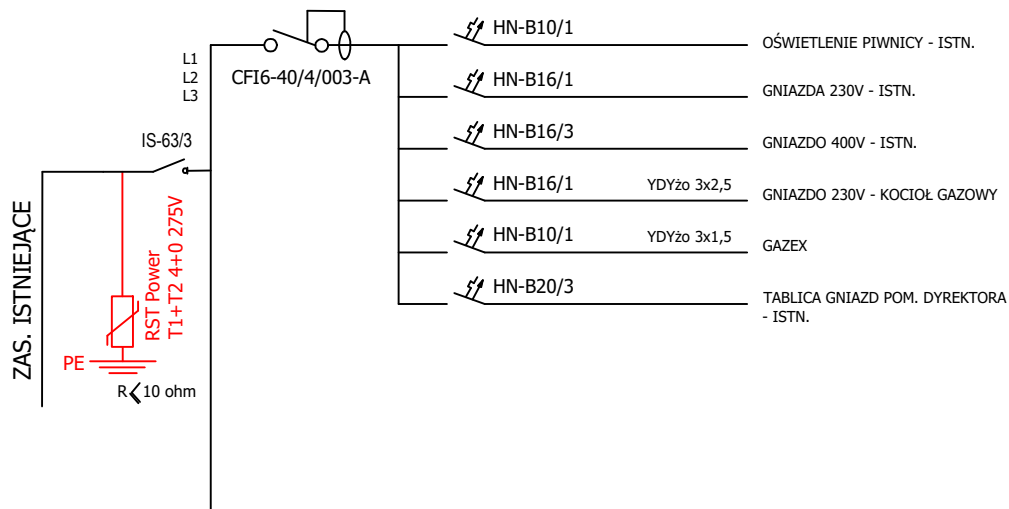 HN-B10/1
OŚWIETLENIE PIWNICY - ISTN.
L1
L2
L3
CFI6-40/4/003-A
HN-B16/1
GNIAZDA 230V - ISTN.
IS-63/3
HN-B16/3
GNIAZDO 400V - ISTN.
HN-B16/1
YDYżo 3x2,5
GNIAZDO 230V - KOCIOŁ GAZOWY
HN-B10/1
YDYżo 3x1,5
GAZEX
HN-B20/3
TABLICA GNIAZD POM. DYREKTORA
- ISTN.
ZAS. ISTNIEJĄCE
RST Power
T1+T2 4+0 275V
PE
R < 10 ohm